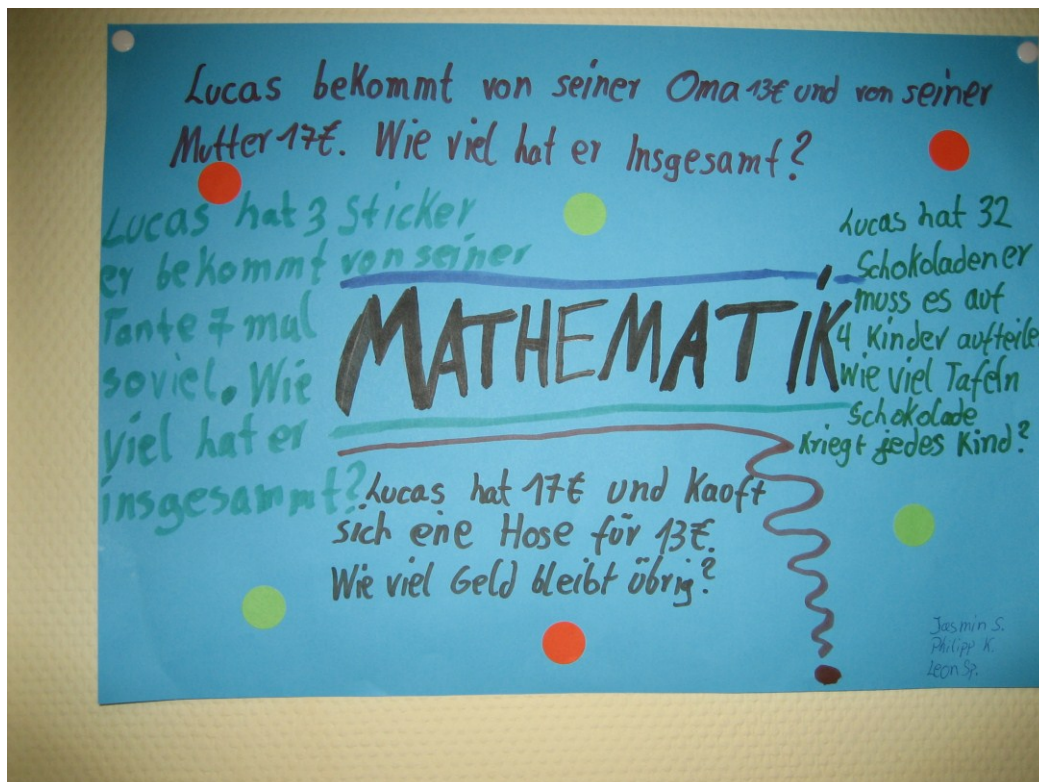 Lucas bekommt von seiner Oma 13€ und von seiner
Mutter 17€. Wie viel hat er Insgesamt?
Lucas hat 3 Sticker
er bekommt von seiner
Tante 7 mal
soviel. Wie
viel hat er
insgesammt?
MATHEMATIK
Lucas hat 32
Schokoladen er
muss es auf
4 Kinder aufteilen
Wie viel Tafeln
Schokolade
Kriegt jedes Kind?
Lucas hat 17€ und Kaoft
sich eine Hose für 13€.
Wie viel Geld bleibt übrig?
Jasmin S.
Philipp K.
Leon Sp.